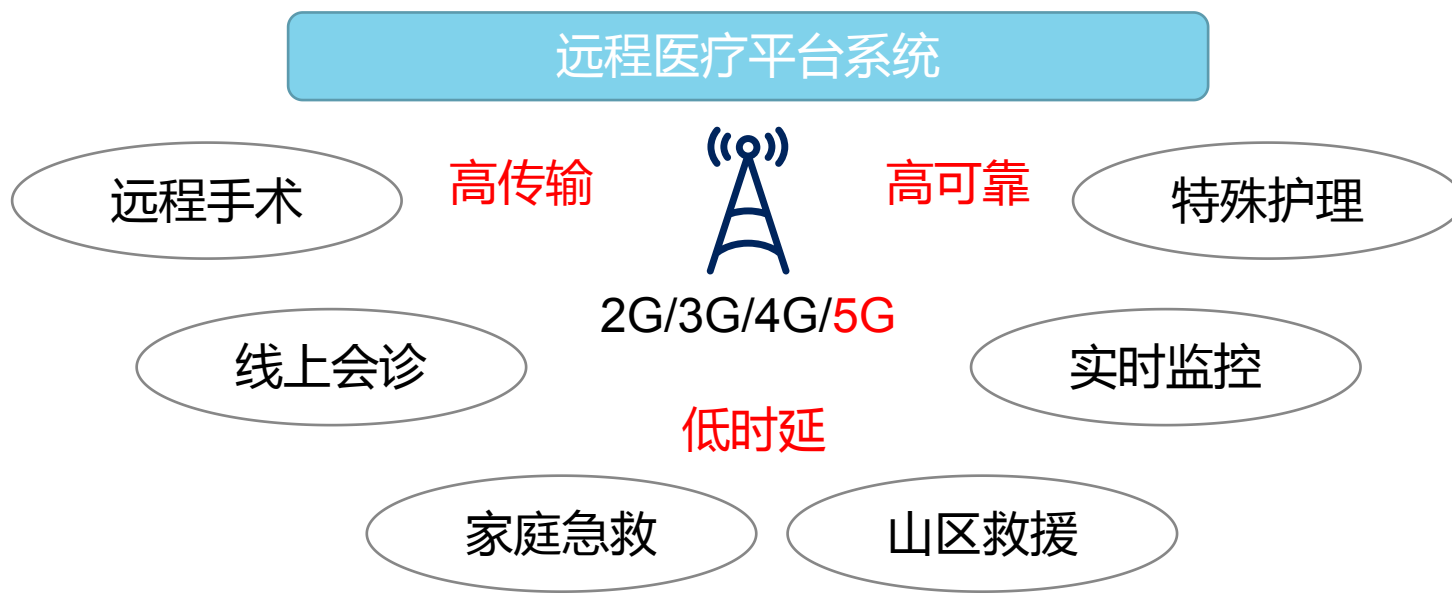 远程医疗平台系统
远程手术
高传输
高可靠
特殊护理
2G/3G/4G/5G
线上会诊
实时监控
低时延
家庭急救
山区救援